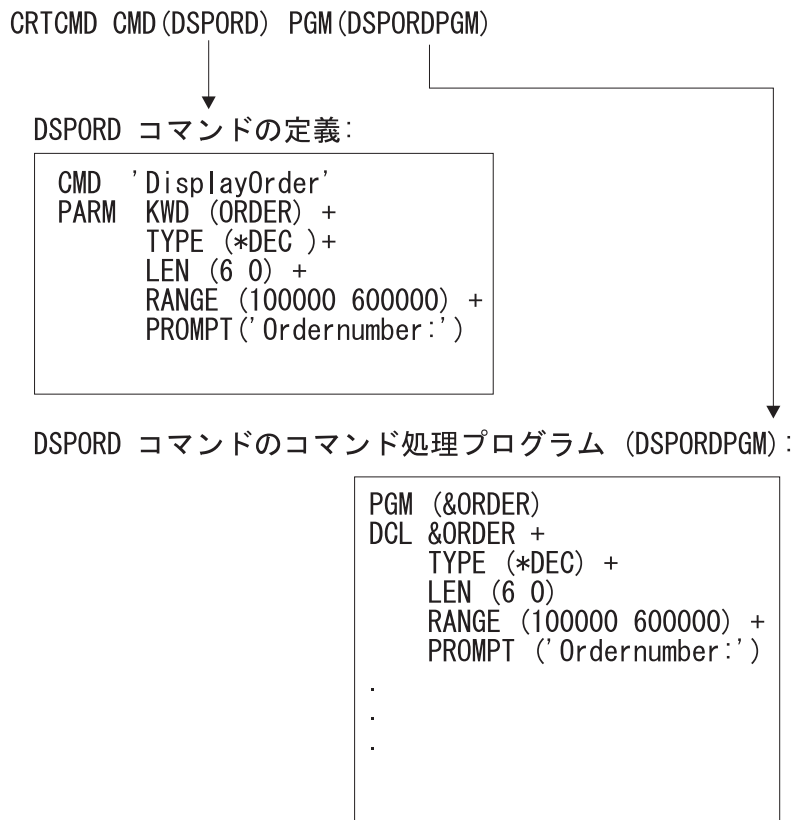 CRTCMD CMD(DSPORD) PGM(DSPORDPGM)
DSPORD コマンドの定義:
CMD 'DisplayOrder'
PARM KWD (ORDER) +
TYPE (*DEC )+
LEN (6 0) +
RANGE (100000 600000) +
PROMPT('Ordernumber:')
DSPORD コマンドのコマンド処理プログラム (DSPORDPGM):
PGM (&ORDER)
DCL &ORDER +
TYPE (*DEC) +
LEN (6 0)
RANGE (100000 600000) +
PROMPT ('Ordernumber:')
.
.
.